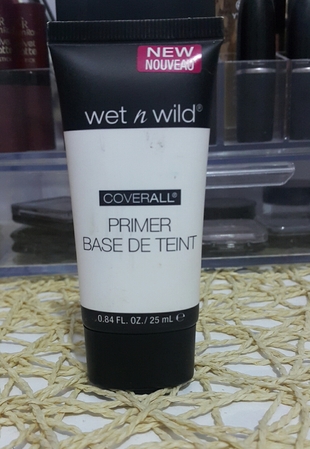 NEW
NOUVEAU
wet n wild®
COVERALL®
PRIMER
BASE DE TEINT
0.84 FL. OZ./ 25 mL ℮